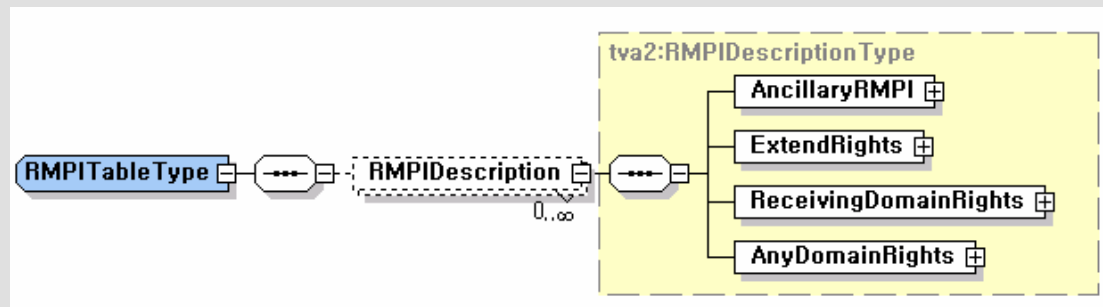 tva2:RMPIDescriptionType
AncillaryRMPI
ExtendRights
RMPITableType
RMPIDescription
0..∞
ReceivingDomainRights
AnyDomainRights